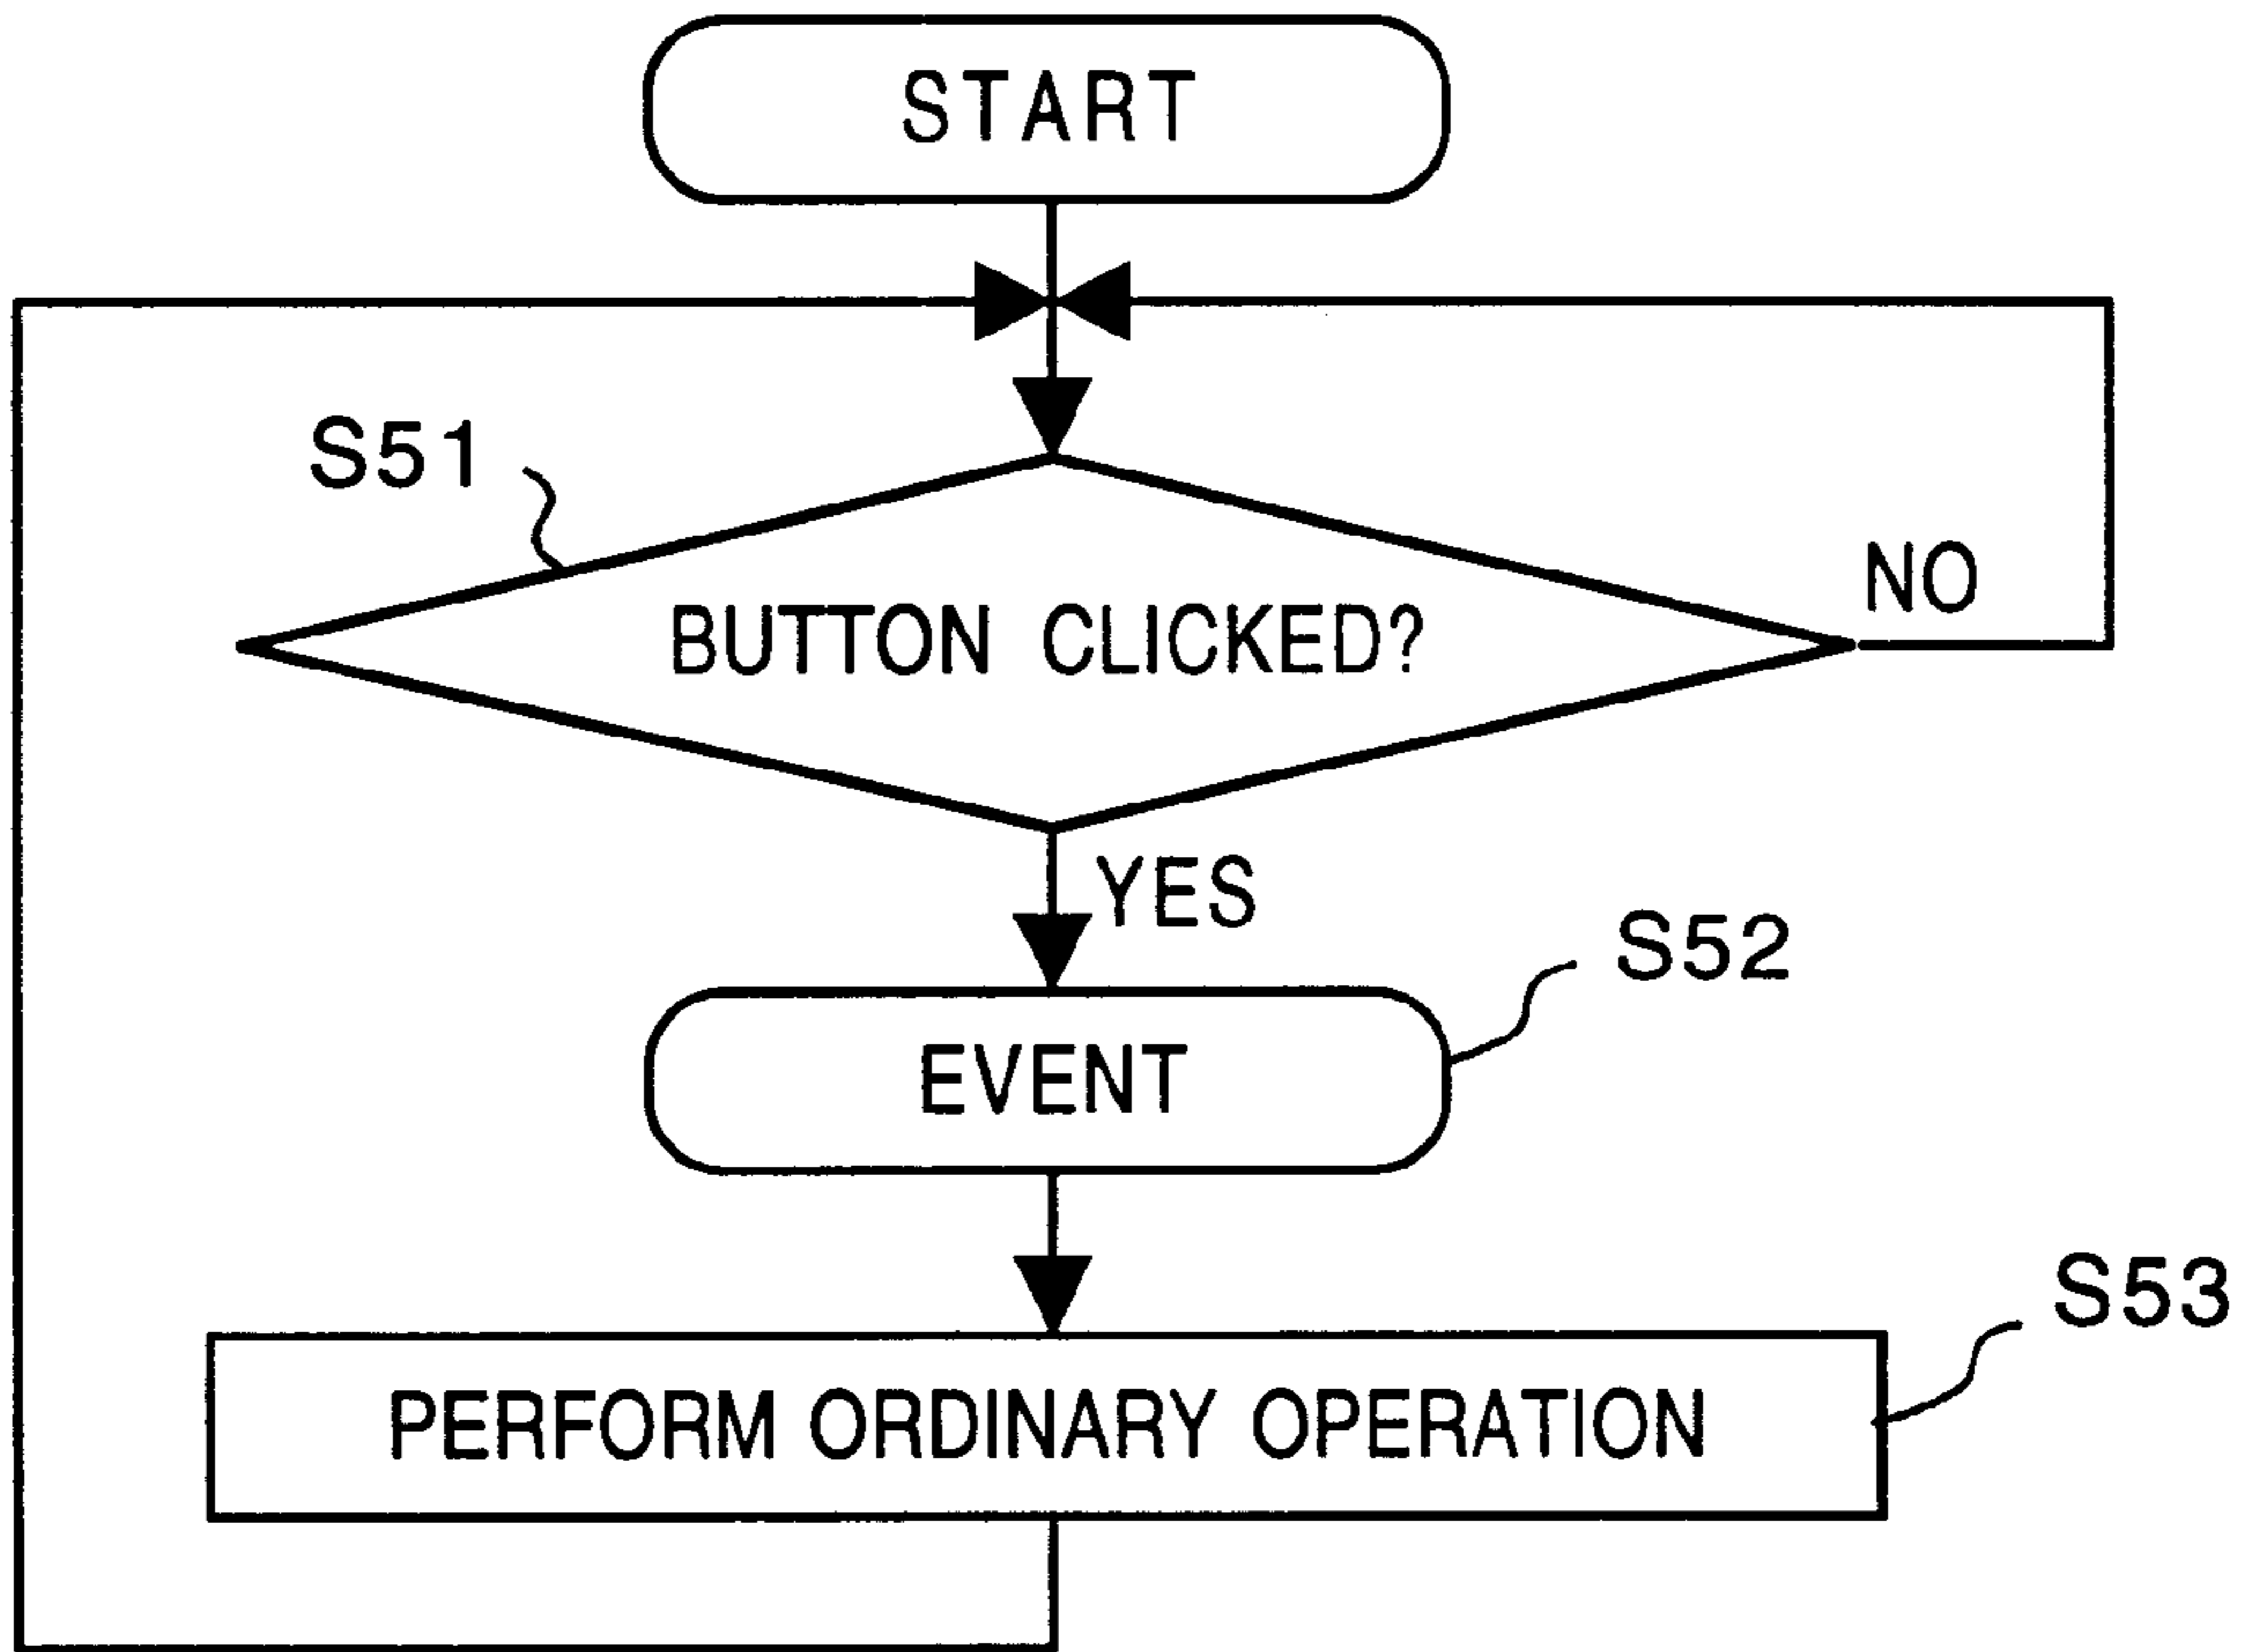 START
S51
BUTTON CLICKED?
NO
YES
S52
EVENT
S53
PERFORM ORDINARY OPERATION